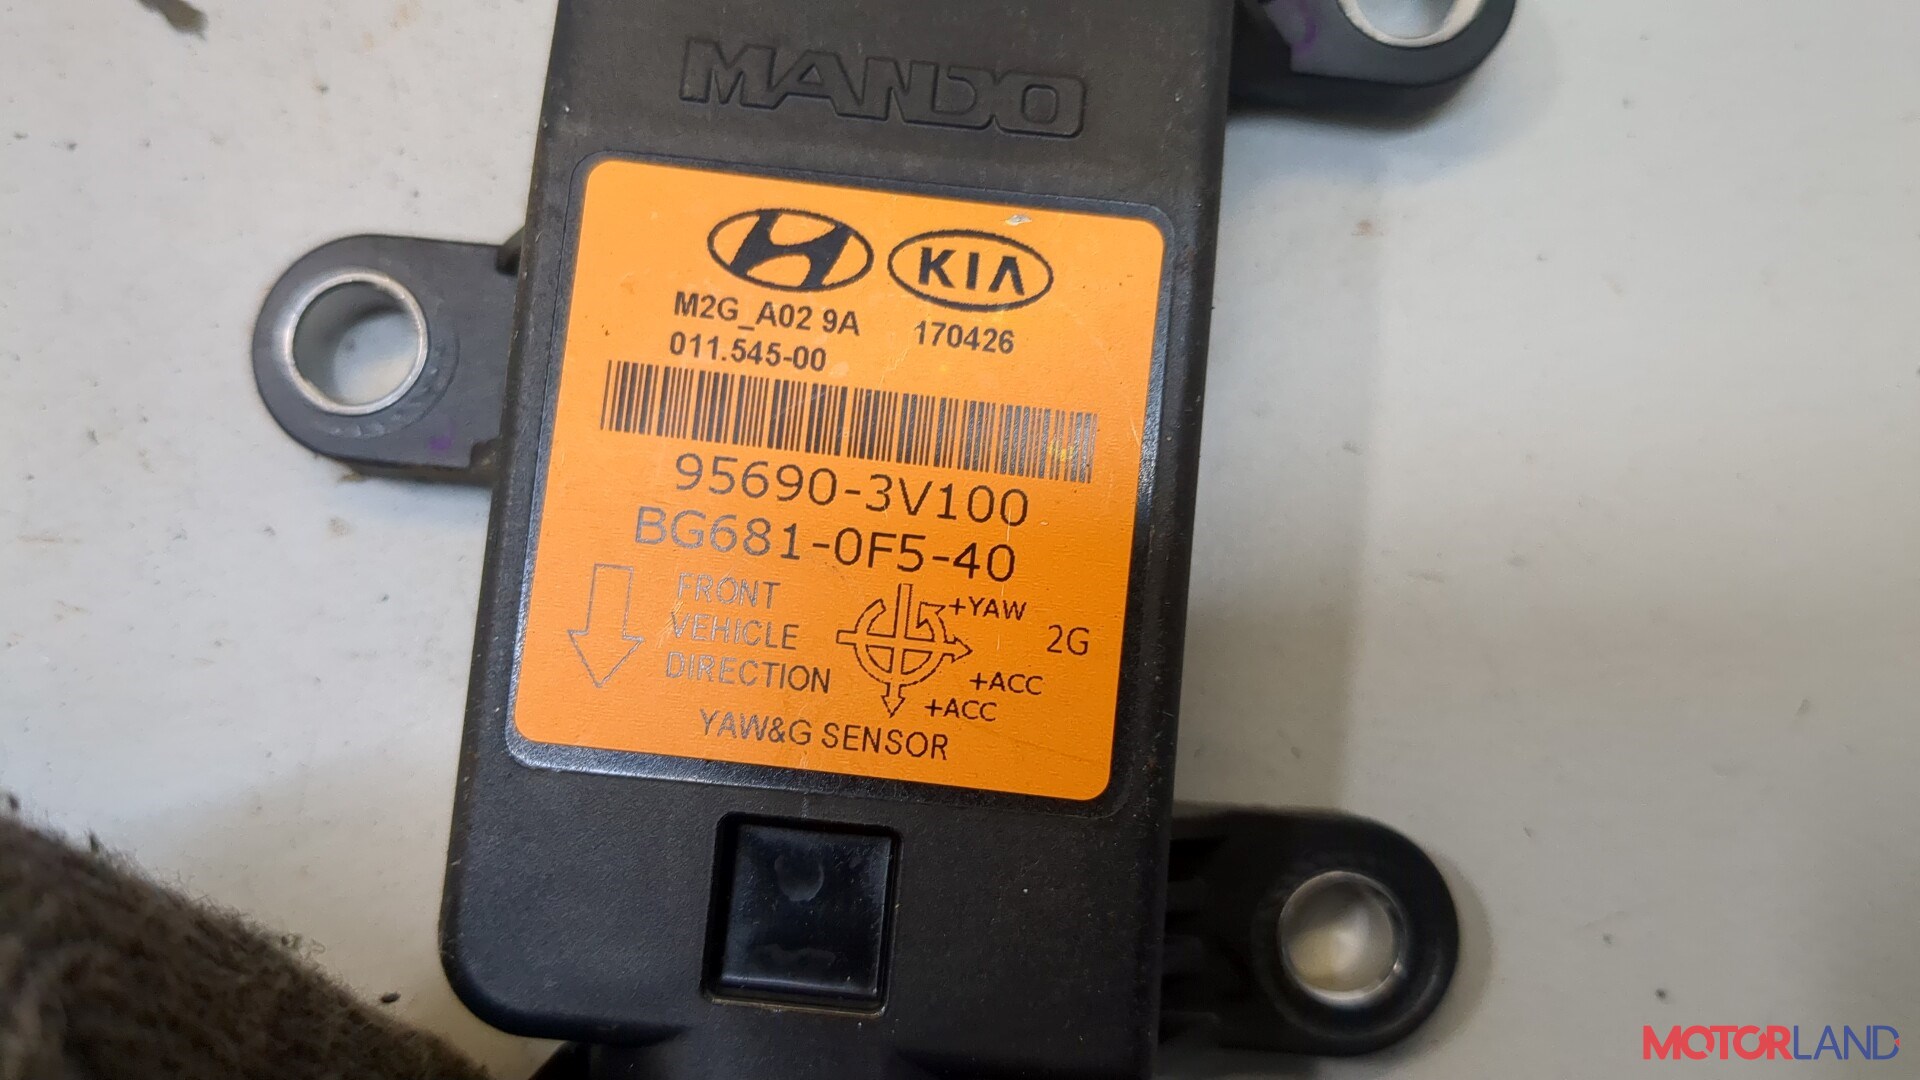 MANDO
KIA
M2G_A02 9A
170426
011.545-00
95690-3V100
BG681-0F5-40
FRONT
VEHICLE
DIRECTION
+YAW
2G
+ACC
+ACC
YAW&G SENSOR
MOTORLAND